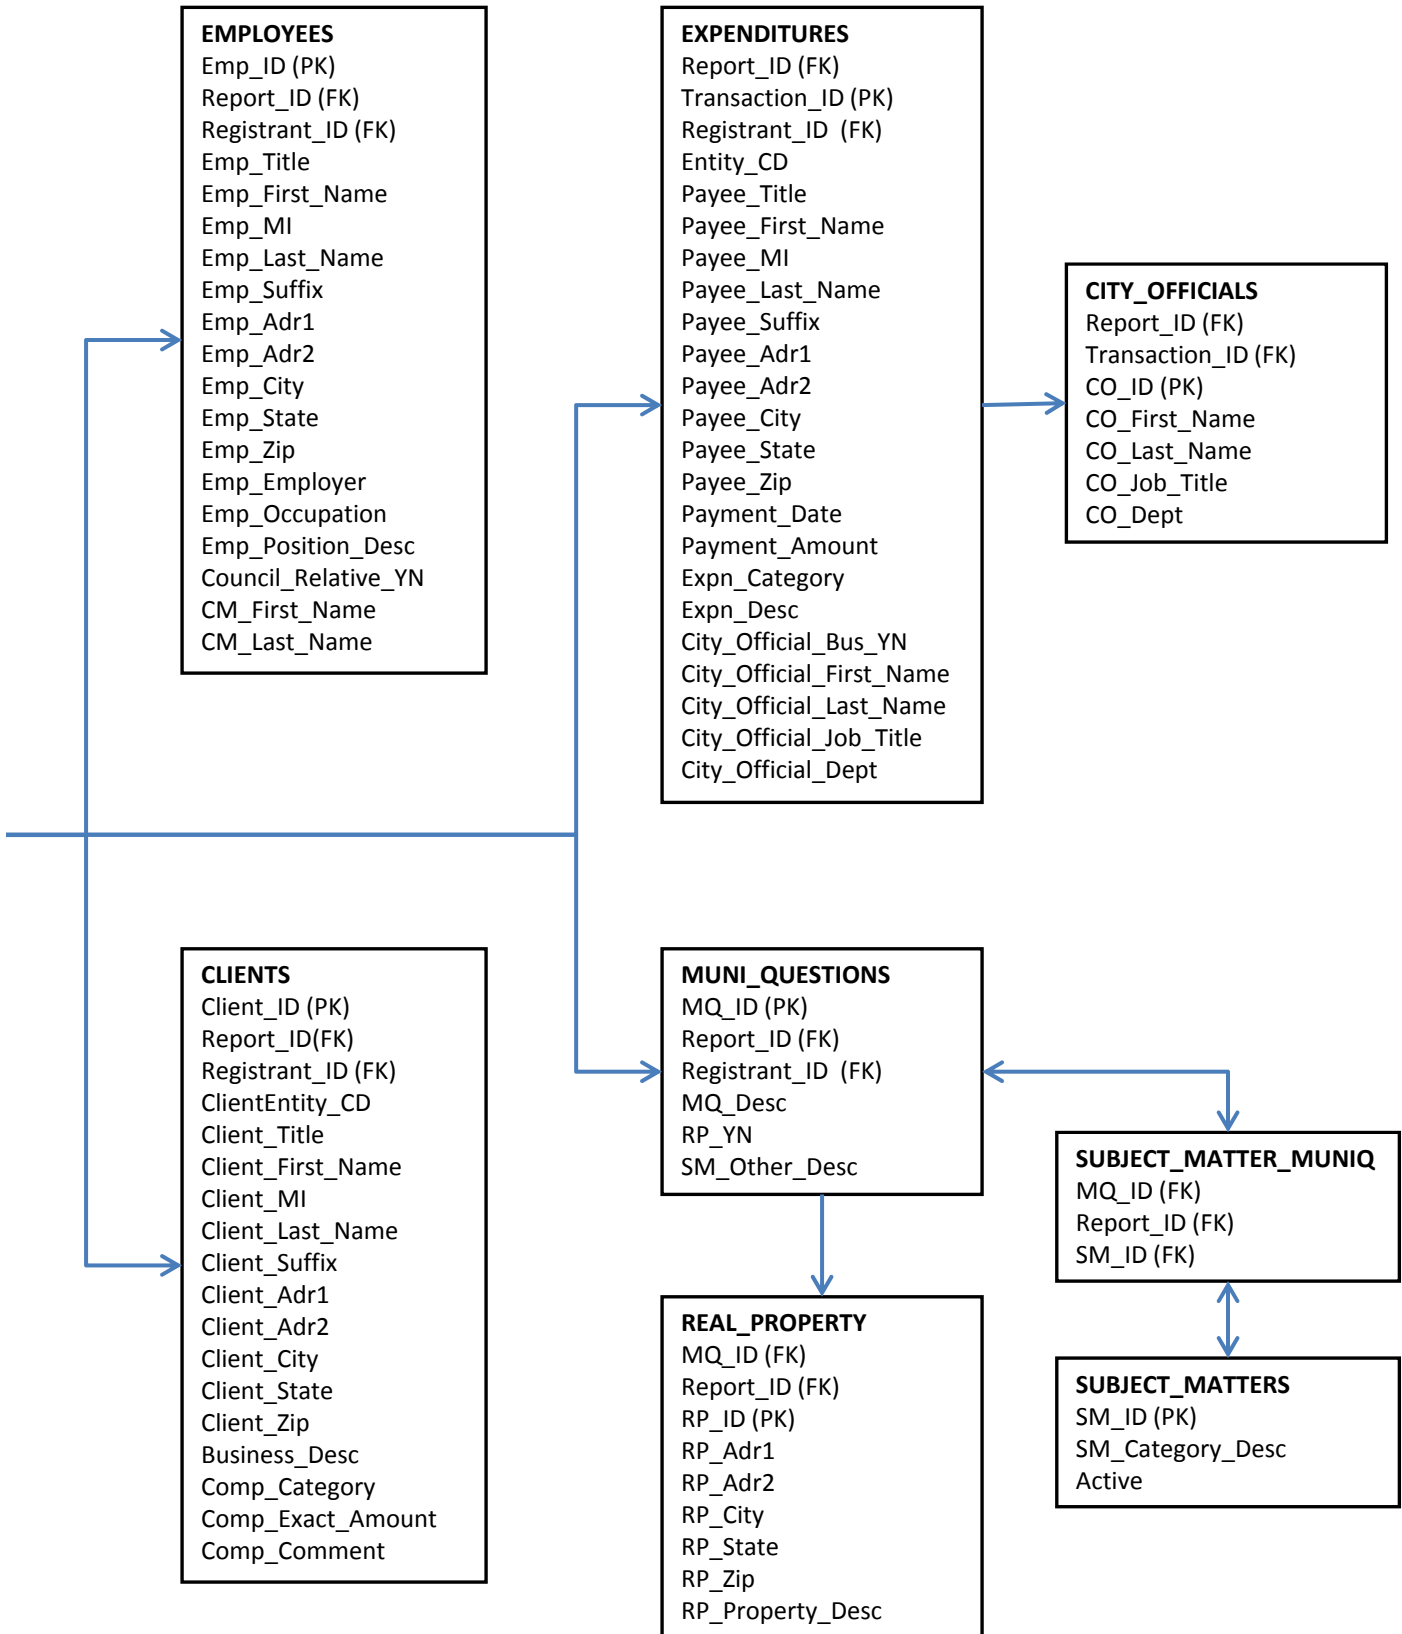 EMPLOYEES
Emp_ID (PK)
Report_ID (FK)
Registrant_ID (FK)
Emp_Title
Emp_First_Name
Emp_MI
Emp_Last_Name
Emp_Suffix
Emp_Adr1
Emp_Adr2
Emp_City
Emp_State
Emp_Zip
Emp_Employer
Emp_Occupation
Emp_Position_Desc
Council_Relative_YN
CM_First_Name
CM_Last_Name
EXPENDITURES
Report_ID (FK)
Transaction_ID (PK)
Registrant_ID  (FK)
Entity_CD
Payee_Title
Payee_First_Name
Payee_MI
Payee_Last_Name
Payee_Suffix
Payee_Adr1
Payee_Adr2
Payee_City
Payee_State
Payee_Zip
Payment_Date
Payment_Amount
Expn_Category
Expn_Desc
City_Official_Bus_YN
City_Official_First_Name
City_Official_Last_Name
City_Official_Job_Title
City_Official_Dept
CITY_OFFICIALS
Report_ID (FK)
Transaction_ID (FK)
CO_ID (PK)
CO_First_Name
CO_Last_Name
CO_Job_Title
CO_Dept
CLIENTS
Client_ID (PK)
Report_ID(FK)
Registrant_ID (FK)
ClientEntity_CD
Client_Title
Client_First_Name
Client_MI
Client_Last_Name
Client_Suffix
Client_Adr1
Client_Adr2
Client_City
Client_State
Client_Zip
Business_Desc
Comp_Category
Comp_Exact_Amount
Comp_Comment
MUNI_QUESTIONS
MQ_ID (PK)
Report_ID (FK)
Registrant_ID  (FK)
MQ_Desc
RP_YN
SM_Other_Desc
REAL_PROPERTY
MQ_ID (FK)
Report_ID (FK)
RP_ID (PK)
RP_Adr1
RP_Adr2
RP_City
RP_State
RP_Zip
RP_Property_Desc
SUBJECT_MATTER_MUNIQ
MQ_ID (FK)
Report_ID (FK)
SM_ID (FK)
SUBJECT_MATTERS
SM_ID (PK)
SM_Category_Desc
Active